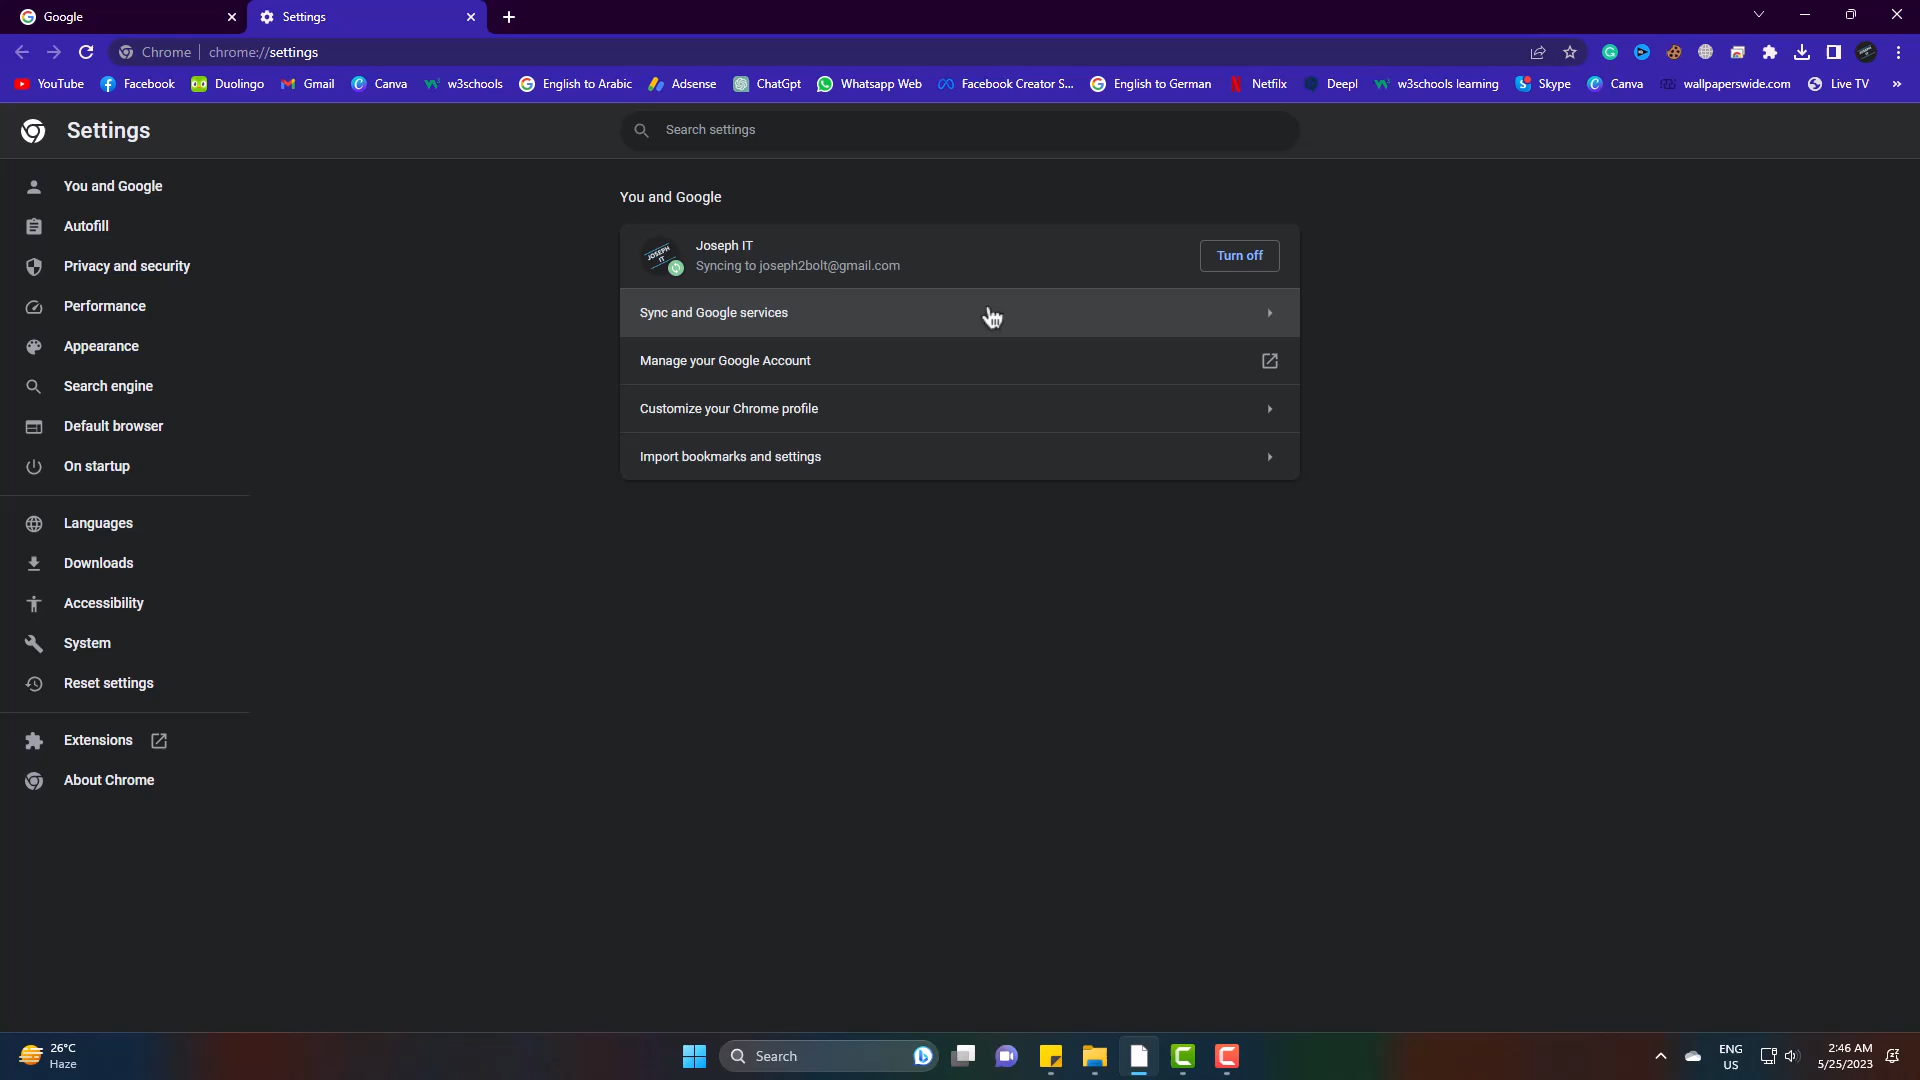 Google
Settings
Chrome
chrome://settings
YouTube
Facebook
Duolingo
Gmail
Canva
w3schools
English to Arabic
Adsense
ChatGpt
Whatsapp Web
Facebook Creator S...
English to German
Netfilx
Deepl
w3schools learning
Skype
Canva
wallpaperswide.com
Live TV
»
Settings
Search settings
You and Google
Autofill
Privacy and security
Performance
Appearance
Search engine
Default browser
On startup
Languages
Downloads
Accessibility
System
Reset settings
Extensions
About Chrome
You and Google
JOSEPH
IT
Joseph IT
Syncing to joseph2bolt@gmail.com
Turn off
Sync and Google services
Manage your Google Account
Customize your Chrome profile
Import bookmarks and settings
26°C
Haze
Search
ENG
US
2:46 AM
5/25/2023